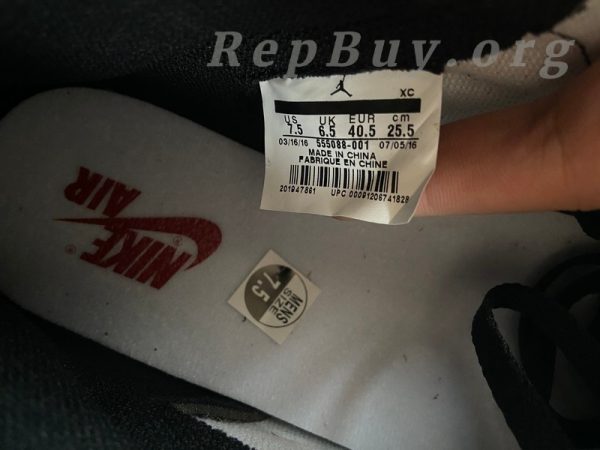 RepBuy.org
XC
US UK EUR cm
7.5 6.5 40.5 25.5
03/16/16 555088-001 07/05/16
MADE IN CHINA
FABRIQUE EN CHINE
201947661 UPC 00091206741828
NIKE
AIR
MENS
SIZE
7.5